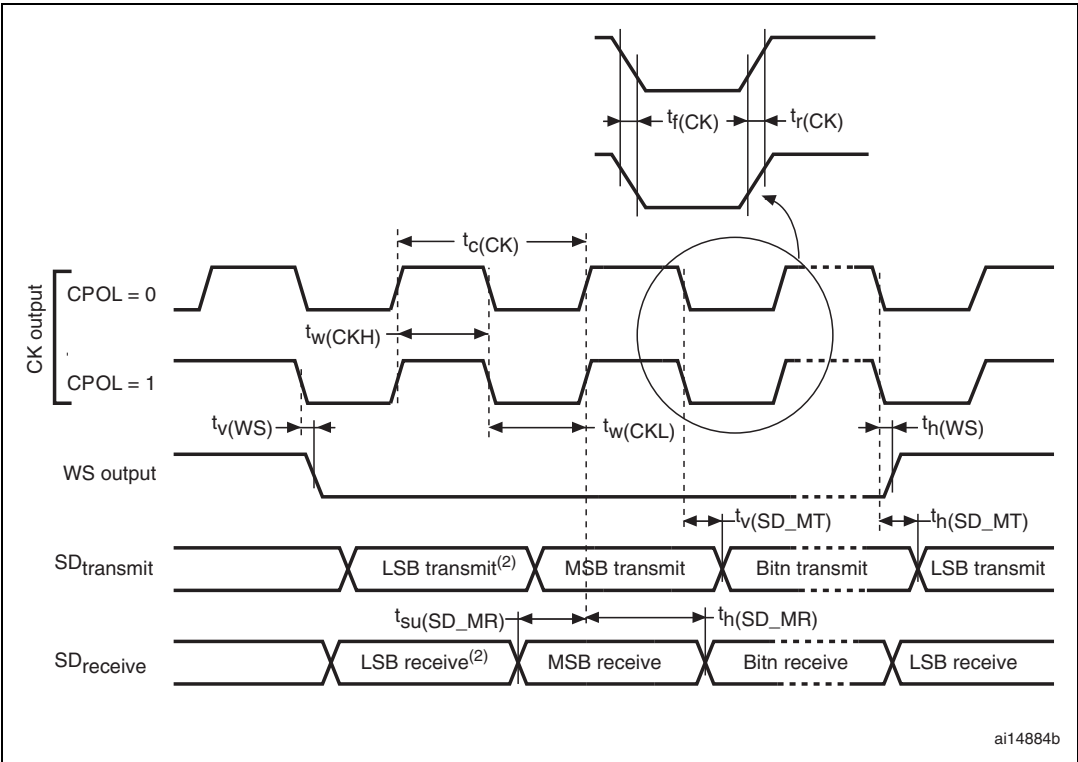 tf(CK)
tr(CK)
tc(CK)
CK output
CPOL = 0
tw(CKH)
CPOL = 1
tv(WS)
tw(CKL)
th(WS)
WS output
tv(SD_MT)
th(SD_MT)
SDtransmit
LSB transmit(2)
MSB transmit
Bitn transmit
LSB transmit
tsu(SD_MR)
th(SD_MR)
SDreceive
LSB receive(2)
MSB receive
Bitn receive
LSB receive
ai14884b